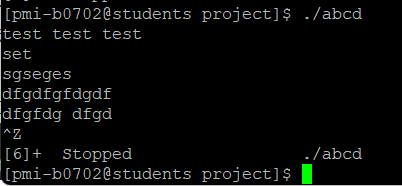 [pmi-b0702@students project]$ ./abcd
test test test
set
sgseges
dfgdfgfdgdf
dfgfdg dfgd
^Z
[6]+  Stopped                 ./abcd
[pmi-b0702@students project]$